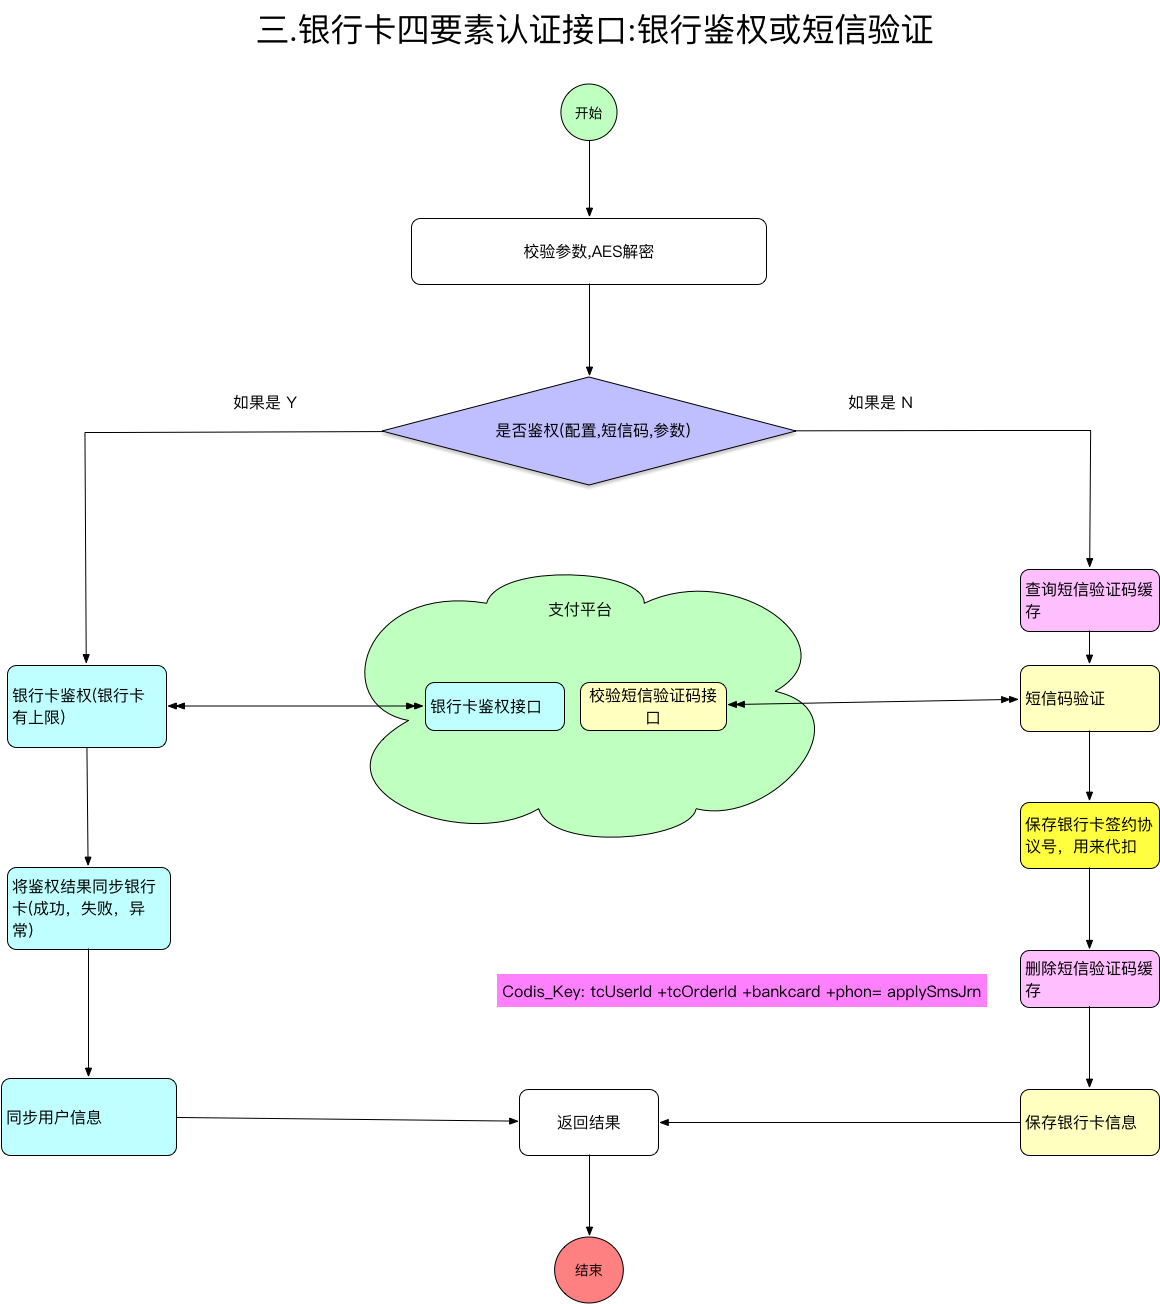 三.银行卡四要素认证接口:银行鉴权或短信验证
开始
校验参数,AES解密
如果是 Y
如果是 N
是否鉴权(配置,短信码,参数)
支付平台
查询短信验证码缓
存
银行卡鉴权(银行卡
有上限)
银行卡鉴权接口
校验短信验证码接
口
短信码验证
保存银行卡签约协
议号，用来代扣
将鉴权结果同步银行
卡(成功，失败，异
常)
删除短信验证码缓
存
Codis_Key: tcUserId +tcOrderId +bankcard +phon= applySmsJrn
同步用户信息
返回结果
保存银行卡信息
结束